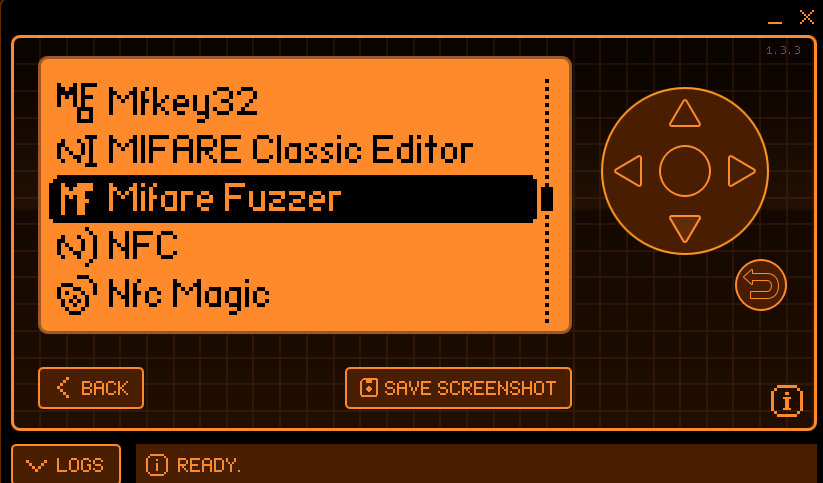 1.3.3
Mfkey32
MIFARE Classic Editor
Mifare Fuzzer
NFC
Nfc Magic
BACK
SAVE SCREENSHOT
LOGS
READY.